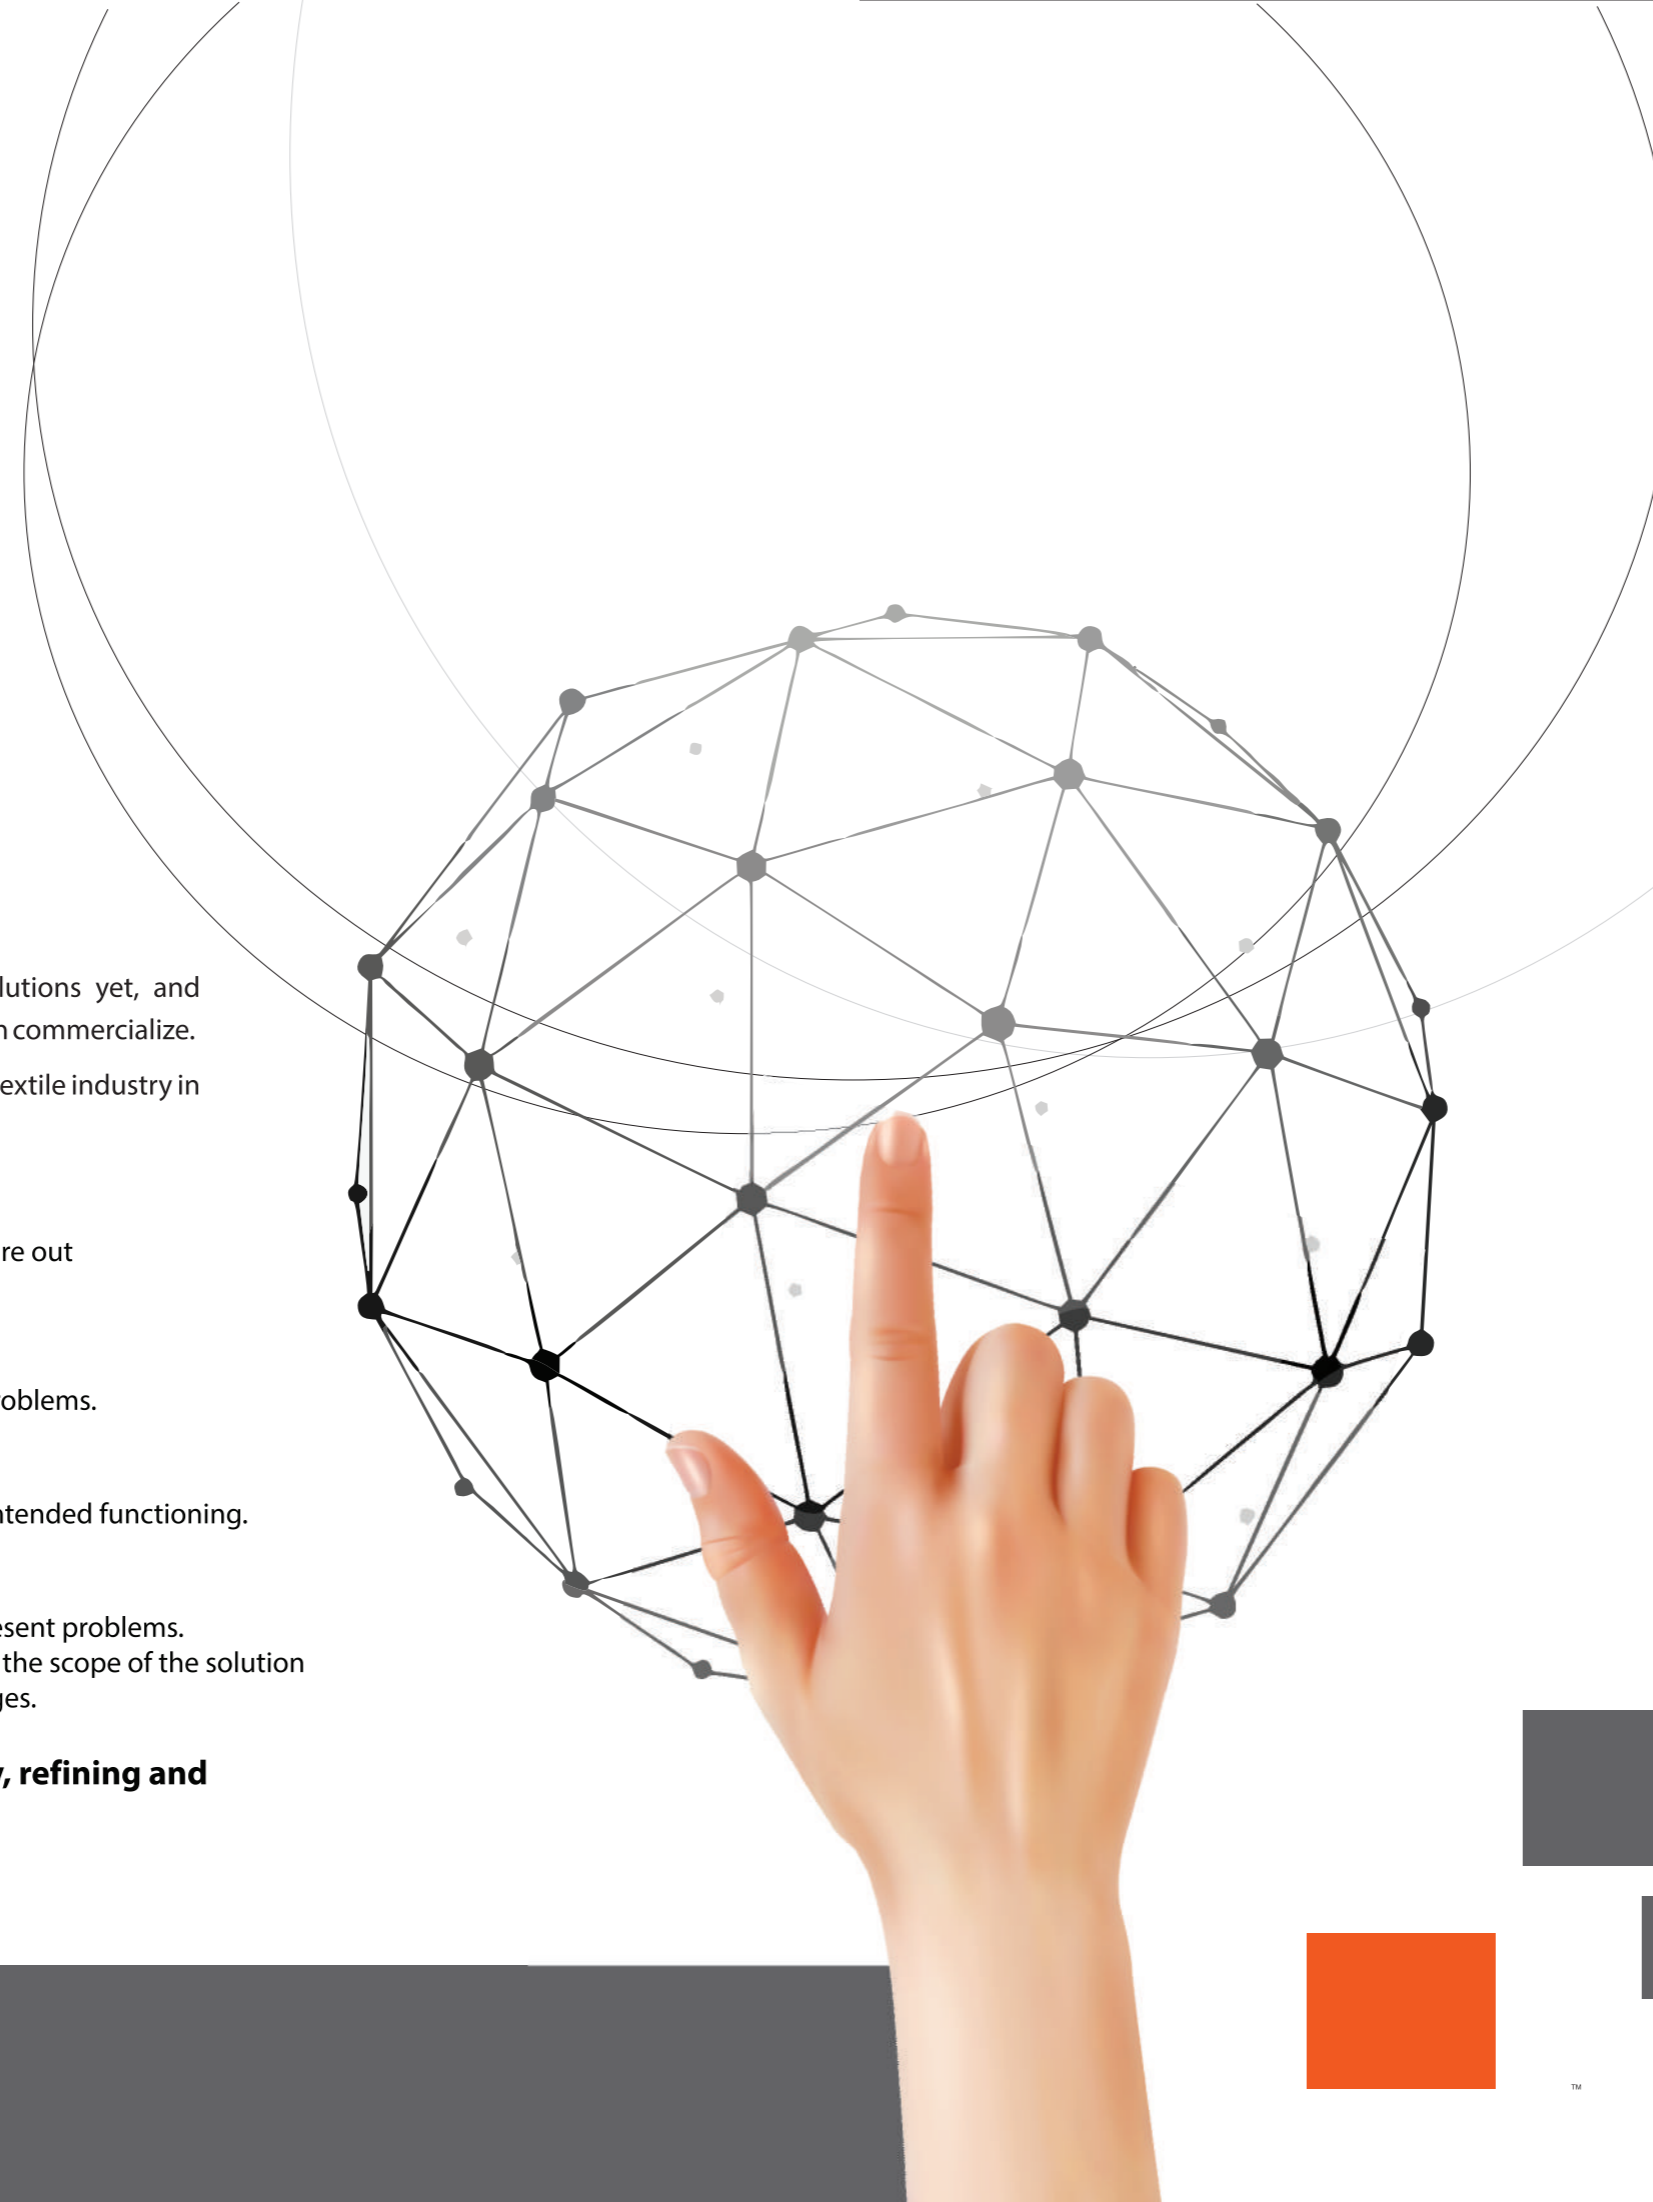 lutions yet, and
commercialize.
extile industry in
re out
oblems.
ntended functioning.
esent problems.
the scope of the solution
ges.
, refining and
TM